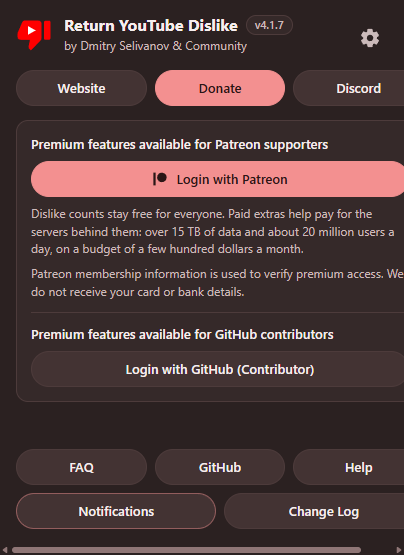 Return YouTube Dislike v4.1.7
by Dmitry Selivanov & Community
Website Donate Discord
Premium features available for Patreon supporters
Login with Patreon
Dislike counts stay free for everyone. Paid extras help pay for the
servers behind them: over 15 TB of data and about 20 million users a
day, on a budget of a few hundred dollars a month.
Patreon membership information is used to verify premium access. We
do not receive your card or bank details.
Premium features available for GitHub contributors
Login with GitHub (Contributor)
FAQ GitHub Help
Notifications Change Log